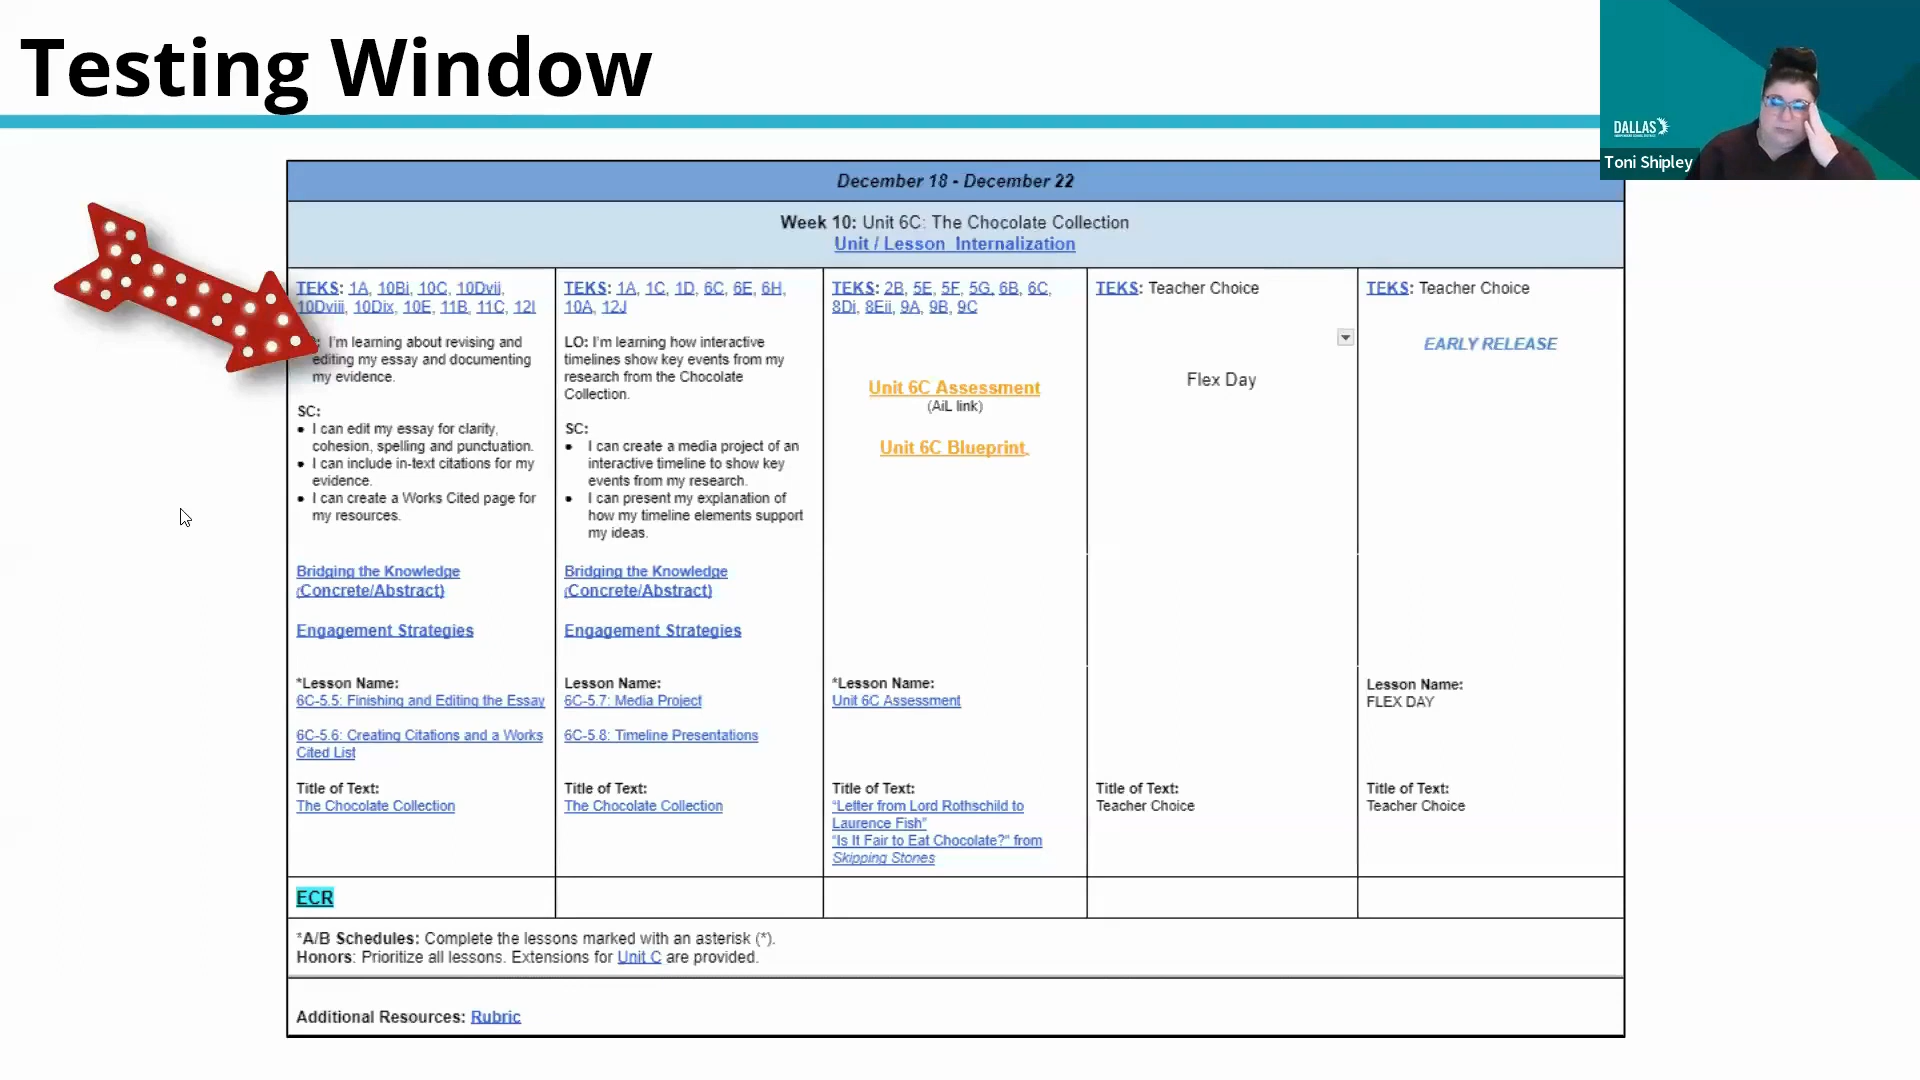 Testing Window
DALLAS
Toni Shipley
December 18 - December 22
Week 10: Unit 6C: The Chocolate Collection
Unit / Lesson Internalization
TEKS: 1A, 10Bi, 10C, 10Dvii,
10Dviii, 10Dix, 10E, 11B, 11C, 12I
: I'm learning about revising and
editing my essay and documenting
my evidence.
SC:
• I can edit my essay for clarity,
cohesion, spelling and punctuation.
• I can include in-text citations for my
evidence.
• I can create a Works Cited page for
my resources.
Bridging the Knowledge
(Concrete/Abstract)
Engagement Strategies
*Lesson Name:
6C-5.5: Finishing and Editing the Essay
6C-5.6: Creating Citations and a Works
Cited List
Title of Text:
The Chocolate Collection
TEKS: 1A, 1C, 1D, 6C, 6E, 6H,
10A, 12J
LO: I'm learning how interactive
timelines show key events from my
research from the Chocolate
Collection.
SC:
• I can create a media project of an
interactive timeline to show key
events from my research.
• I can present my explanation of
how my timeline elements support
my ideas.
Bridging the Knowledge
(Concrete/Abstract)
Engagement Strategies
Lesson Name:
6C-5.7: Media Project
6C-5.8: Timeline Presentations
Title of Text:
The Chocolate Collection
TEKS: 2B, 5E, 5F, 5G, 6B, 6C,
8Di, 8Eii, 9A, 9B, 9C
Unit 6C Assessment
(AiL link)
Unit 6C Blueprint
*Lesson Name:
Unit 6C Assessment
Title of Text:
“Letter from Lord Rothschild to
Laurence Fish”
“Is It Fair to Eat Chocolate?” from
Skipping Stones
TEKS: Teacher Choice
Flex Day
Title of Text:
Teacher Choice
TEKS: Teacher Choice
EARLY RELEASE
Lesson Name:
FLEX DAY
Title of Text:
Teacher Choice
ECR
*A/B Schedules: Complete the lessons marked with an asterisk (*).
Honors: Prioritize all lessons. Extensions for Unit C are provided.
Additional Resources: Rubric